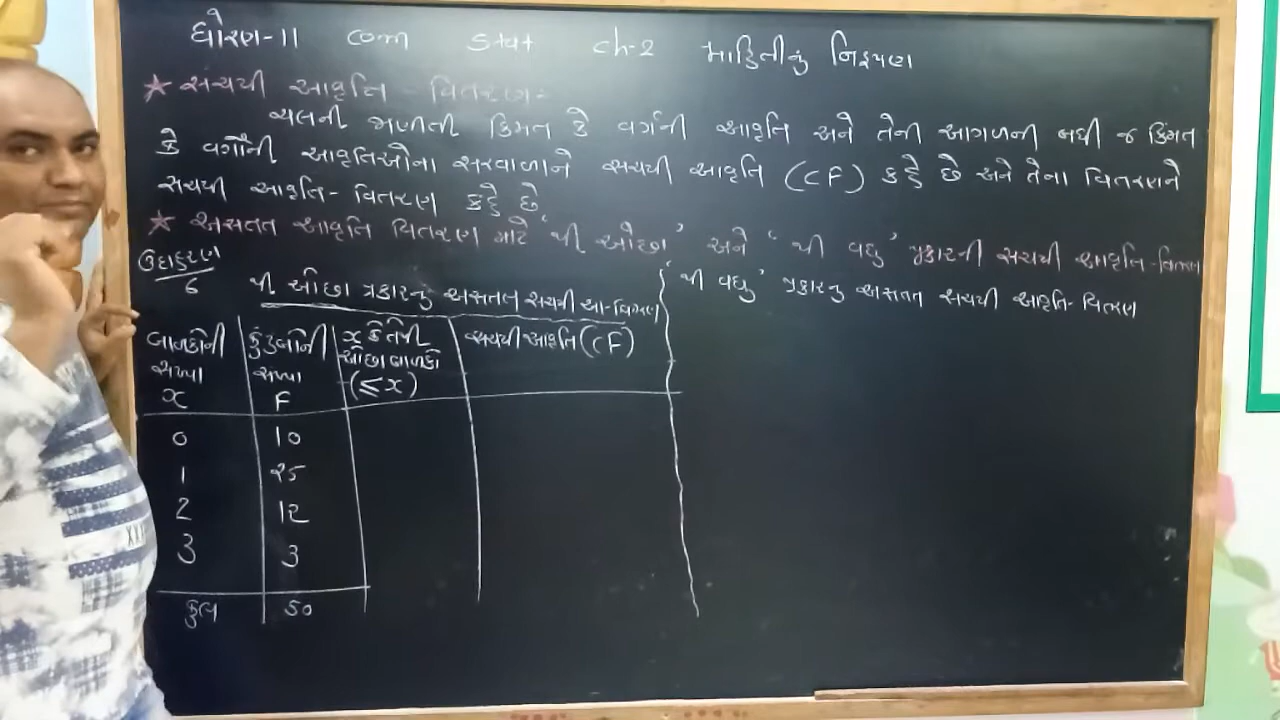 ધોરણ-11 com stat ch-2 માહિતીનું નિરૂપણ
★ સંચયી આવૃત્તિ - વિતરણ:-
ચલની આણીતી કિંમત કે વર્ગની આવૃતિ અને તેની આગળની બધી જ કિંમત
કે વર્ગોની આવૃતિઓના સરવાળાને સંચયી આવૃતિ (CF) કહે છે અને તેના વિતરણને
સંચયી આવૃતિ- વિતરણ કહે છે
★ અસતત આવૃતિ વિતરણ માટે 'થી ઓછા' અને 'થી વધુ' પ્રકારની સંચયી આવૃતિ-વિતરણ
ઉદાહરણ
6
થી ઓછા પ્રકારનું અસતત સંચયી આ-વિતરણ
'થી વધુ' પ્રકારનુ અસતત સંચયી આવૃતિ- વિતરણ
બાળકોની સંખ્યા x
કુટુંબોની સંખ્યા F
x કે તેથી ઓછા બાળકો (≤x)
સંચયી આવૃતિ (CF)
0 10
1 ૨5
2 12
3 3
કુલ 50